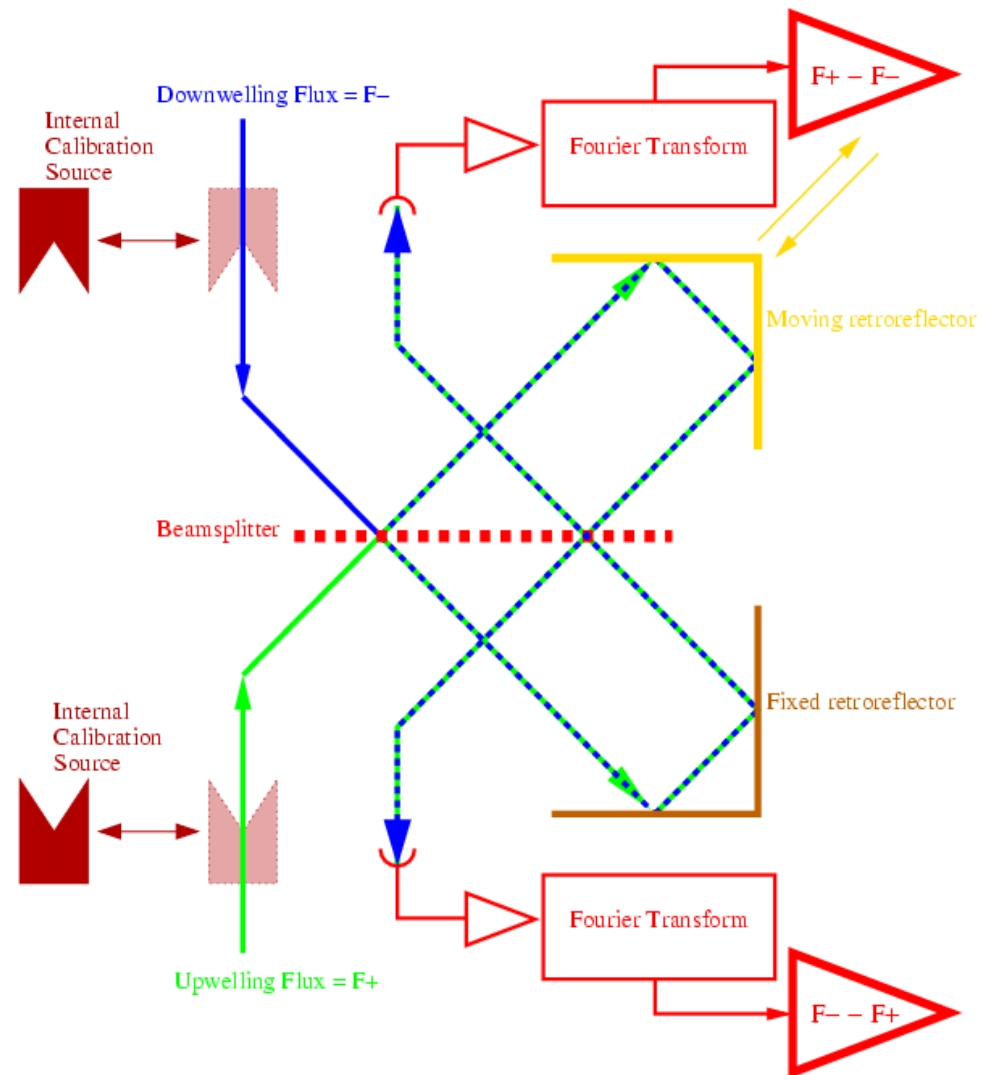 F+ − F−
Downwelling Flux = F−
Internal
Calibration
Source
Fourier Transform
Moving retroreflector
Beamsplitter
Fixed retroreflector
Internal
Calibration
Source
Fourier Transform
Upwelling Flux = F+
F− − F+